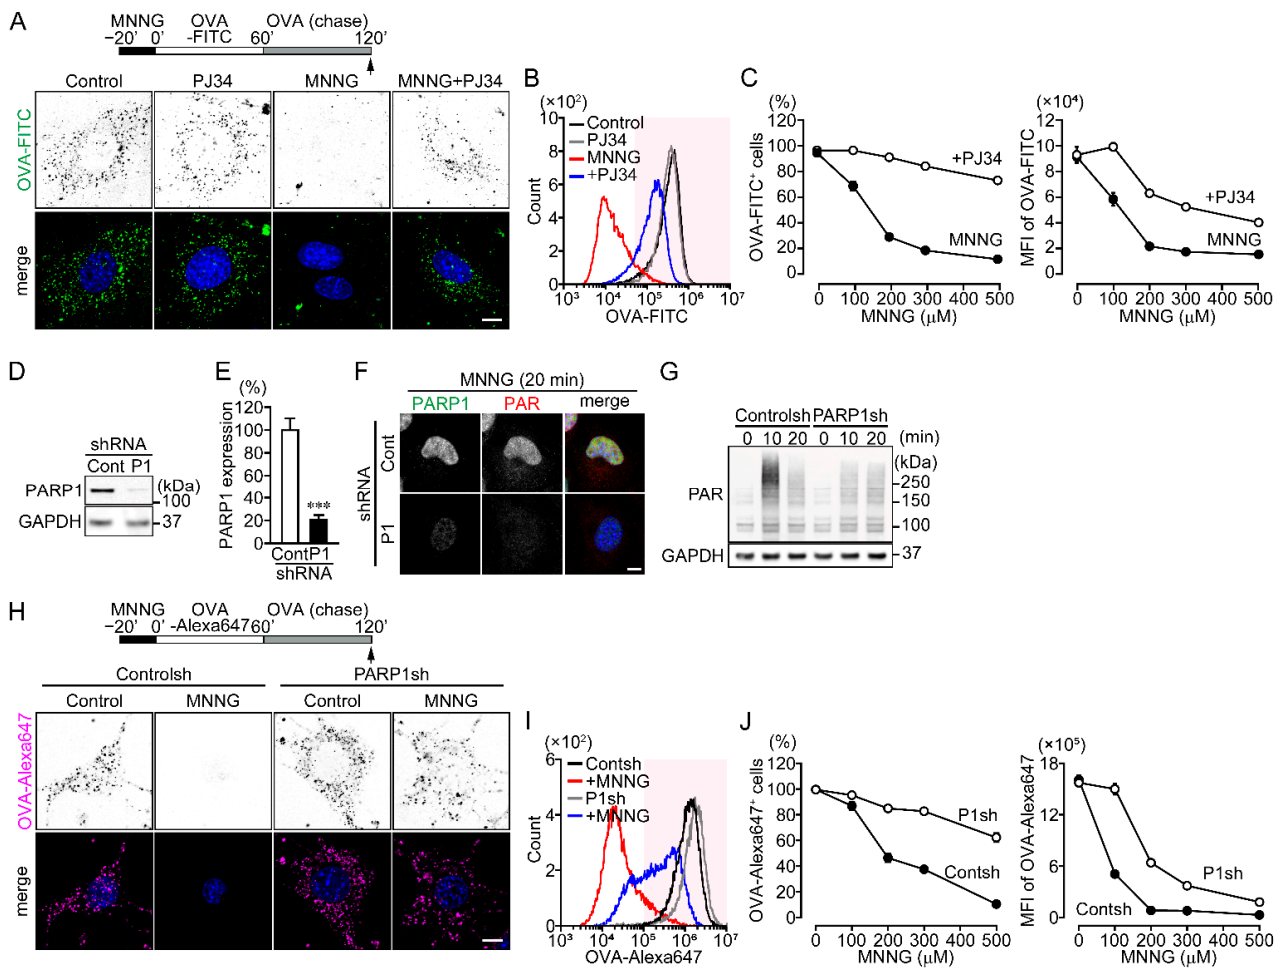 A
MNNG OVA OVA (chase)
−20’ 0’ -FITC 60’ 120’
Control PJ34 MNNG MNNG+PJ34
OVA-FITC
merge
B
(×10²)
Control
PJ34
MNNG
+PJ34
Count
10
8
6
4
2
0
10³ 10⁴ 10⁵ 10⁶ 10⁷
OVA-FITC
C
(%)
OVA-FITC⁺ cells
120
100
80
60
40
20
0
+PJ34
MNNG
0 100 200 300 400 500
MNNG (μM)
(×10⁴)
MFI of OVA-FITC
12
10
8
6
4
2
0
+PJ34
MNNG
0 100 200 300 400 500
MNNG (μM)
D
shRNA
Cont P1
PARP1
(kDa)
100
GAPDH
37
E
(%)
PARP1 expression
120
100
80
60
40
20
0
***
Cont P1
shRNA
F
MNNG (20 min)
PARP1 PAR merge
shRNA
Cont
P1
G
Controlsh PARP1sh
0 10 20 0 10 20 (min)
(kDa)
PAR
250
150
100
GAPDH
37
H
MNNG OVA OVA (chase)
−20’ 0’ -Alexa647 60’ 120’
Controlsh PARP1sh
Control MNNG Control MNNG
OVA-Alexa647
merge
I
(×10²)
Contsh
+MNNG
P1sh
+MNNG
Count
6
4
2
0
10³ 10⁴ 10⁵ 10⁶ 10⁷
OVA-Alexa647
J
(%)
OVA-Alexa647⁺ cells
120
100
80
60
40
20
0
P1sh
Contsh
0 100 200 300 400 500
MNNG (μM)
(×10⁵)
MFI of OVA-Alexa647
18
12
6
0
P1sh
Contsh
0 100 200 300 400 500
MNNG (μM)